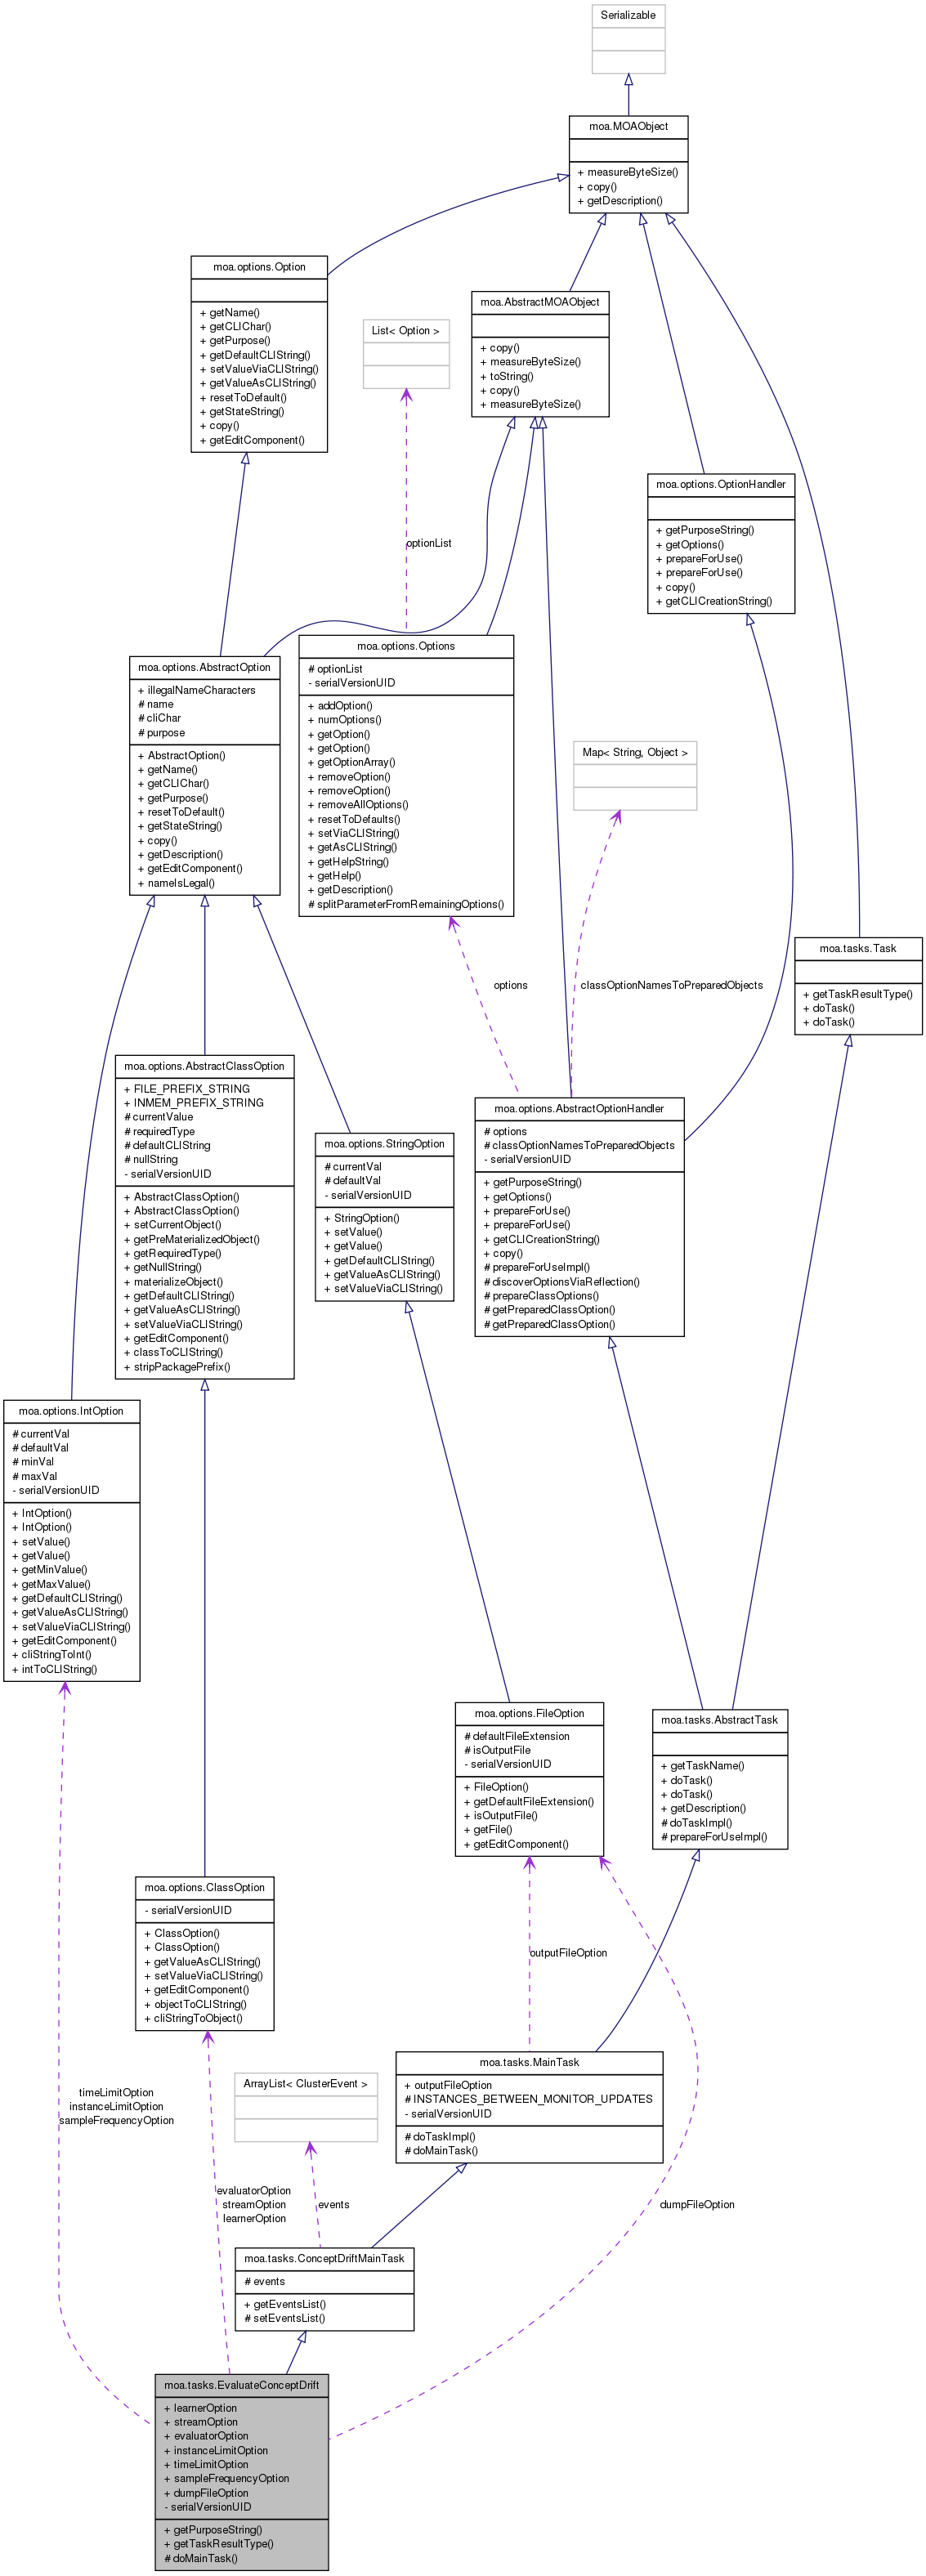 Serializable
moa.MOAObject
+ measureByteSize()
+ copy()
+ getDescription()
moa.options.Option
+ getName()
+ getCLIChar()
+ getPurpose()
+ getDefaultCLIString()
+ setValueViaCLIString()
+ getValueAsCLIString()
+ resetToDefault()
+ getStateString()
+ copy()
+ getEditComponent()
moa.AbstractMOAObject
+ copy()
+ measureByteSize()
+ toString()
+ copy()
+ measureByteSize()
List< Option >
moa.options.OptionHandler
+ getPurposeString()
+ getOptions()
+ prepareForUse()
+ prepareForUse()
+ copy()
+ getCLICreationString()
optionList
moa.options.Options
# optionList
- serialVersionUID
+ addOption()
+ numOptions()
+ getOption()
+ getOption()
+ getOptionArray()
+ removeOption()
+ removeOption()
+ removeAllOptions()
+ resetToDefaults()
+ setViaCLIString()
+ getAsCLIString()
+ getHelpString()
+ getHelp()
+ getDescription()
# splitParameterFromRemainingOptions()
moa.options.AbstractOption
+ illegalNameCharacters
# name
# cliChar
# purpose
+ AbstractOption()
+ getName()
+ getCLIChar()
+ getPurpose()
+ resetToDefault()
+ getStateString()
+ copy()
+ getDescription()
+ getEditComponent()
+ nameIsLegal()
Map< String, Object >
moa.tasks.Task
+ getTaskResultType()
+ doTask()
+ doTask()
options
classOptionNamesToPreparedObjects
moa.options.AbstractClassOption
+ FILE_PREFIX_STRING
+ INMEM_PREFIX_STRING
# currentValue
# requiredType
# defaultCLIString
# nullString
- serialVersionUID
+ AbstractClassOption()
+ AbstractClassOption()
+ setCurrentObject()
+ getPreMaterializedObject()
+ getRequiredType()
+ getNullString()
+ materializeObject()
+ getDefaultCLIString()
+ getValueAsCLIString()
+ setValueViaCLIString()
+ getEditComponent()
+ classToCLIString()
+ stripPackagePrefix()
moa.options.AbstractOptionHandler
# options
# classOptionNamesToPreparedObjects
- serialVersionUID
+ getPurposeString()
+ getOptions()
+ prepareForUse()
+ prepareForUse()
+ getCLICreationString()
+ copy()
# prepareForUseImpl()
# discoverOptionsViaReflection()
# prepareClassOptions()
# getPreparedClassOption()
# getPreparedClassOption()
moa.options.StringOption
# currentVal
# defaultVal
- serialVersionUID
+ StringOption()
+ setValue()
+ getValue()
+ getDefaultCLIString()
+ getValueAsCLIString()
+ setValueViaCLIString()
moa.options.IntOption
# currentVal
# defaultVal
# minVal
# maxVal
- serialVersionUID
+ IntOption()
+ IntOption()
+ setValue()
+ getValue()
+ getMinValue()
+ getMaxValue()
+ getDefaultCLIString()
+ getValueAsCLIString()
+ setValueViaCLIString()
+ getEditComponent()
+ cliStringToInt()
+ intToCLIString()
moa.options.FileOption
# defaultFileExtension
# isOutputFile
- serialVersionUID
+ FileOption()
+ getDefaultFileExtension()
+ isOutputFile()
+ getFile()
+ getEditComponent()
moa.tasks.AbstractTask
+ getTaskName()
+ doTask()
+ doTask()
+ getDescription()
# doTaskImpl()
# prepareForUseImpl()
moa.options.ClassOption
- serialVersionUID
+ ClassOption()
+ ClassOption()
+ getValueAsCLIString()
+ setValueViaCLIString()
+ getEditComponent()
+ objectToCLIString()
+ cliStringToObject()
outputFileOption
moa.tasks.MainTask
+ outputFileOption
# INSTANCES_BETWEEN_MONITOR_UPDATES
- serialVersionUID
# doTaskImpl()
# doMainTask()
ArrayList< ClusterEvent >
timeLimitOption
instanceLimitOption
sampleFrequencyOption
evaluatorOption
streamOption
learnerOption
events
dumpFileOption
moa.tasks.ConceptDriftMainTask
# events
+ getEventsList()
# setEventsList()
moa.tasks.EvaluateConceptDrift
+ learnerOption
+ streamOption
+ evaluatorOption
+ instanceLimitOption
+ timeLimitOption
+ sampleFrequencyOption
+ dumpFileOption
- serialVersionUID
+ getPurposeString()
+ getTaskResultType()
# doMainTask()